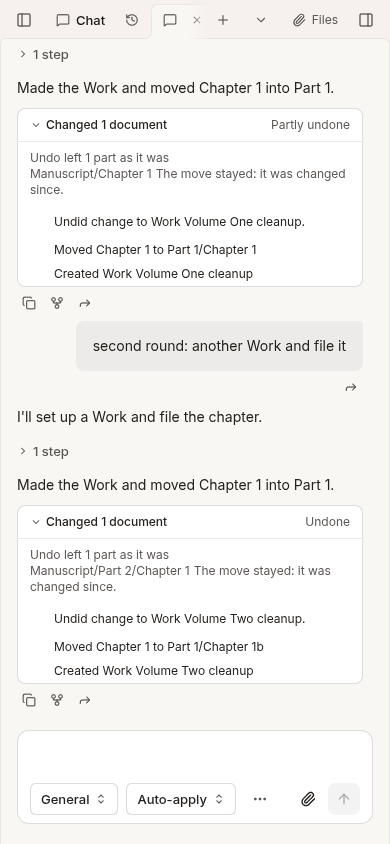 Chat
Files
1 step
Made the Work and moved Chapter 1 into Part 1.
Changed 1 document
Partly undone
Undo left 1 part as it was
Manuscript/Chapter 1 The move stayed: it was changed
since.
Undid change to Work Volume One cleanup.
Moved Chapter 1 to Part 1/Chapter 1
Created Work Volume One cleanup
second round: another Work and file it
I'll set up a Work and file the chapter.
1 step
Made the Work and moved Chapter 1 into Part 1.
Changed 1 document
Undone
Undo left 1 part as it was
Manuscript/Part 2/Chapter 1 The move stayed: it was
changed since.
Undid change to Work Volume Two cleanup.
Moved Chapter 1 to Part 1/Chapter 1b
Created Work Volume Two cleanup
General
Auto-apply